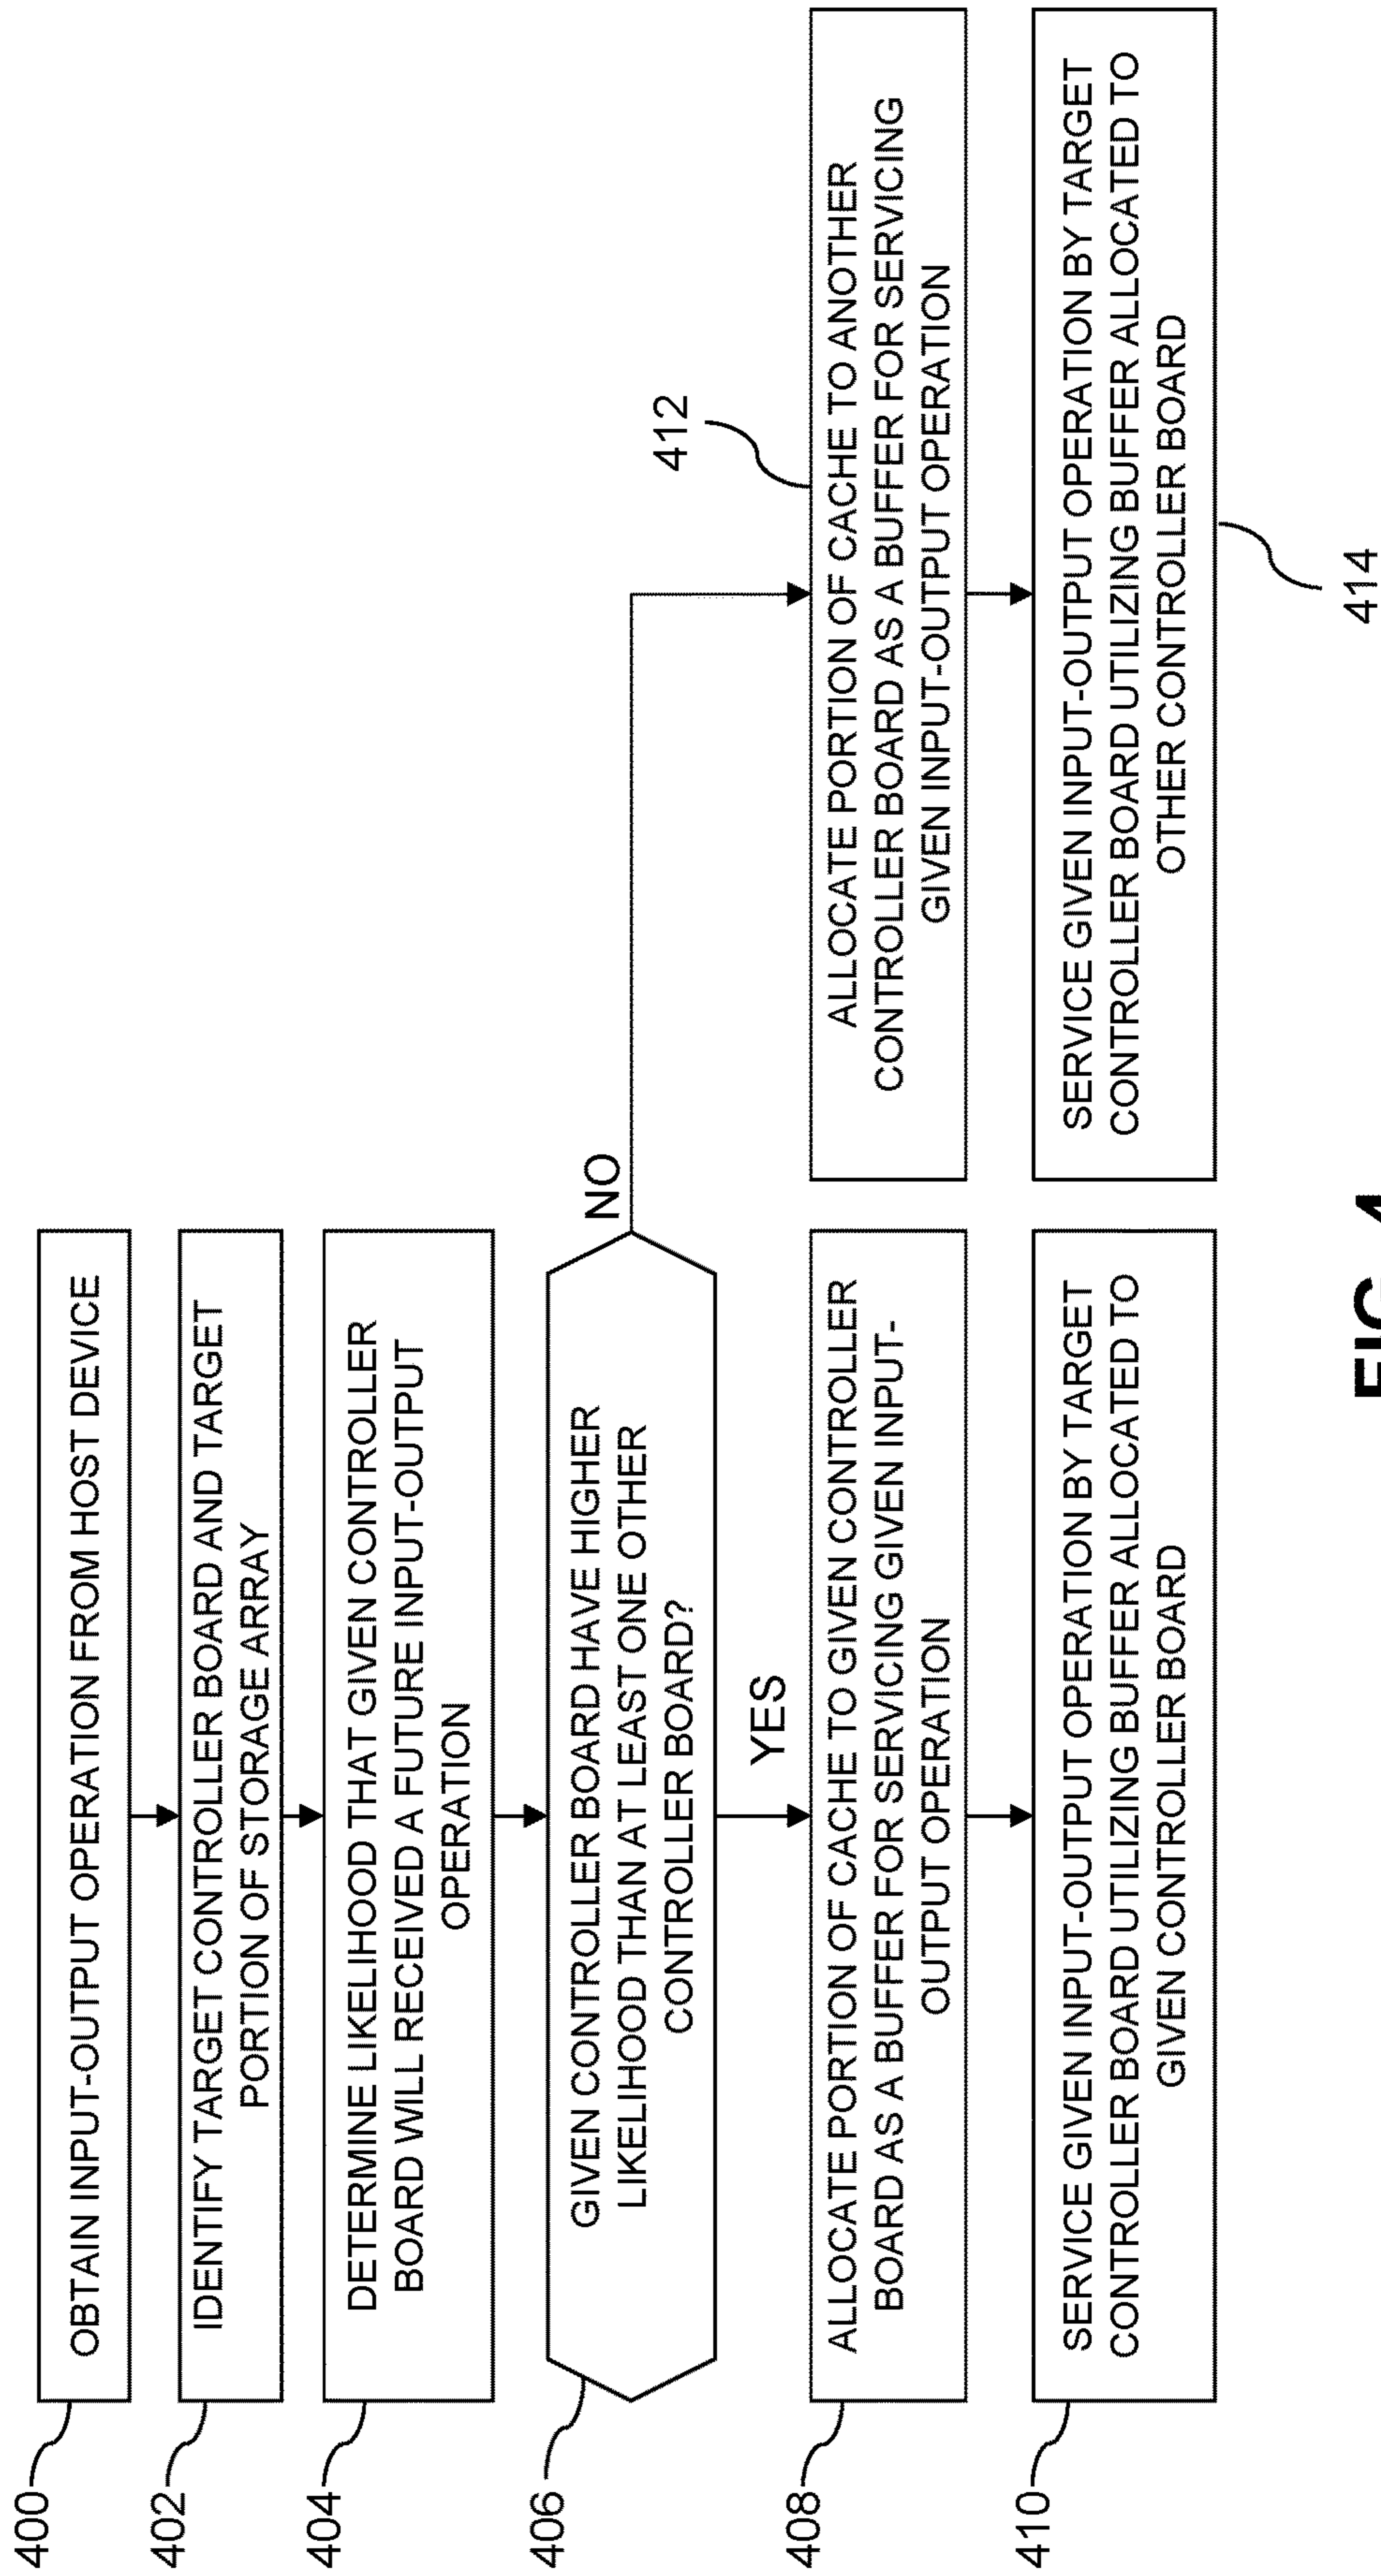 400
OBTAIN INPUT-OUTPUT OPERATION FROM HOST DEVICE
402
IDENTIFY TARGET CONTROLLER BOARD AND TARGET
PORTION OF STORAGE ARRAY
404
DETERMINE LIKELIHOOD THAT GIVEN CONTROLLER
BOARD WILL RECEIVED A FUTURE INPUT-OUTPUT
OPERATION
406
GIVEN CONTROLLER BOARD HAVE HIGHER
LIKELIHOOD THAN AT LEAST ONE OTHER
CONTROLLER BOARD?
NO
YES
408
ALLOCATE PORTION OF CACHE TO GIVEN CONTROLLER
BOARD AS A BUFFER FOR SERVICING GIVEN INPUT-
OUTPUT OPERATION
412
ALLOCATE PORTION OF CACHE TO ANOTHER
CONTROLLER BOARD AS A BUFFER FOR SERVICING
GIVEN INPUT-OUTPUT OPERATION
410
SERVICE GIVEN INPUT-OUTPUT OPERATION BY TARGET
CONTROLLER BOARD UTILIZING BUFFER ALLOCATED TO
GIVEN CONTROLLER BOARD
SERVICE GIVEN INPUT-OUTPUT OPERATION BY TARGET
CONTROLLER BOARD UTILIZING BUFFER ALLOCATED TO
OTHER CONTROLLER BOARD
414
FIG. 4